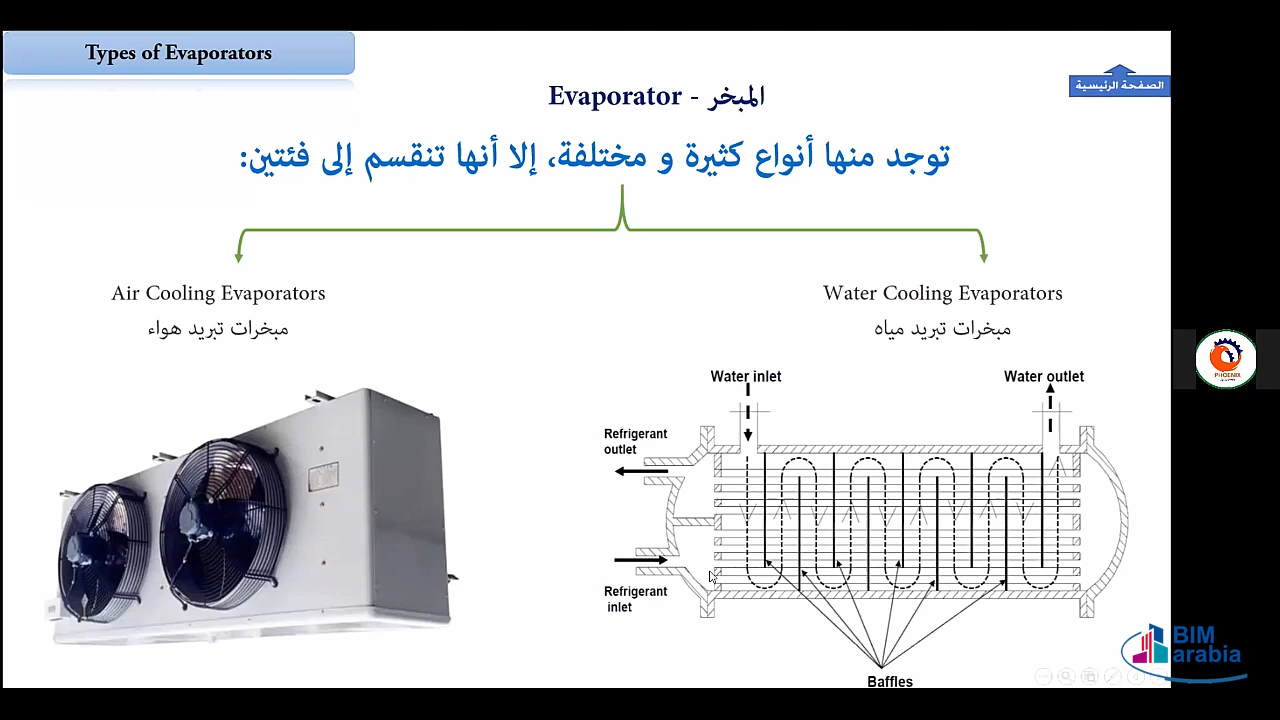 Types of Evaporators
الصفحة الرئيسية
المبخر - Evaporator
توجد منها أنواع كثيرة و مختلفة، إلا أنها تنقسم إلى فئتين:
Air Cooling Evaporators
مبخرات تبريد هواء
Water Cooling Evaporators
مبخرات تبريد مياه
Water inlet
Water outlet
Refrigerant
outlet
Refrigerant
inlet
Baffles
PHOENIX
BIM
arabia